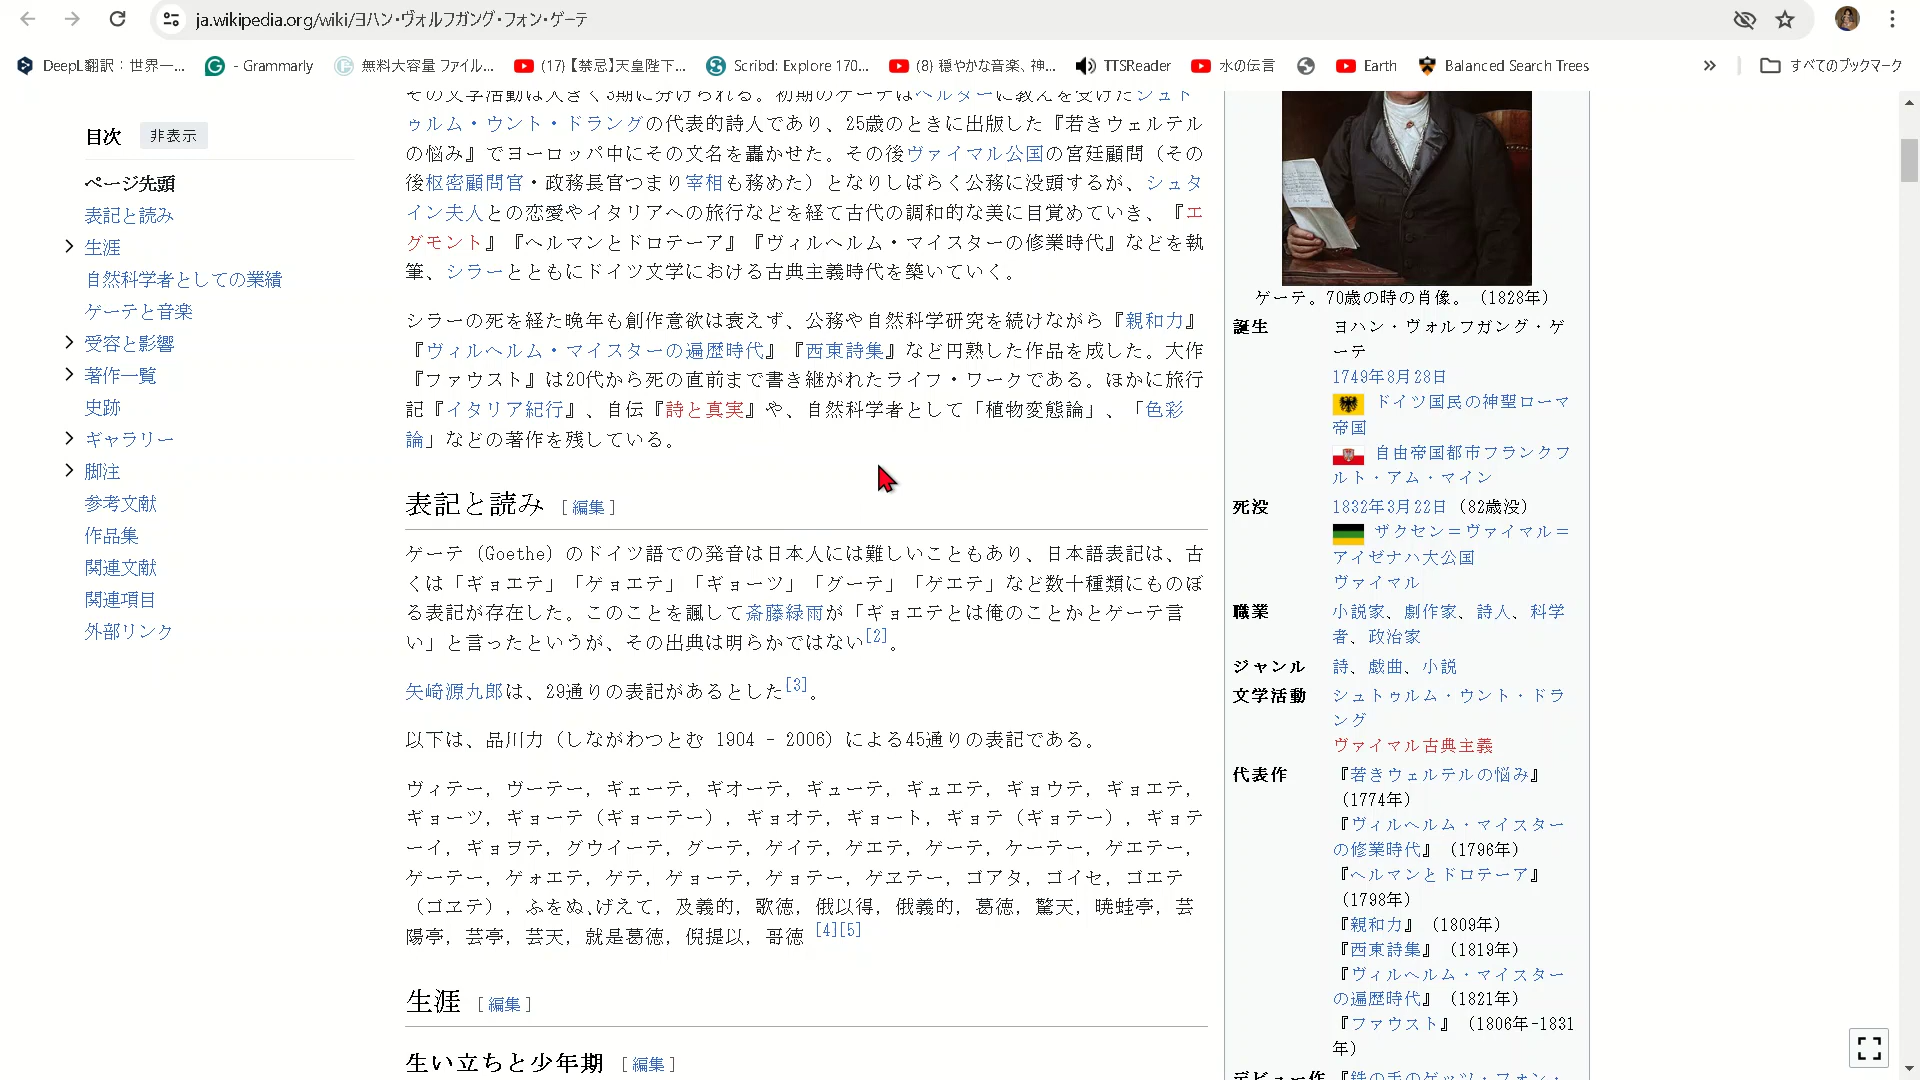 ja.wikipedia.org/wiki/ヨハン・ヴォルフガング・フォン・ゲーテ
DeepL翻訳：世界一... - Grammarly 無料大容量 ファイル... (17)【禁忌】天皇陛下... Scribd: Explore 170... (8) 穏やかな音楽、神... TTSReader 水の伝言 Earth Balanced Search Trees » すべてのブックマーク
目次 非表示
ページ先頭
表記と読み
生涯
自然科学者としての業績
ゲーテと音楽
受容と影響
著作一覧
史跡
ギャラリー
脚注
参考文献
作品集
関連文献
関連項目
外部リンク
その文学活動は大きく3期に分けられる。初期のゲーテはヘルダーに教えを受けたシュト
ゥルム・ウント・ドラングの代表的詩人であり、25歳のときに出版した『若きウェルテル
の悩み』でヨーロッパ中にその文名を轟かせた。その後ヴァイマル公国の宮廷顧問（その
後枢密顧問官・政務長官つまり宰相も務めた）となりしばらく公務に没頭するが、シュタ
イン夫人との恋愛やイタリアへの旅行などを経て古代の調和的な美に目覚めていき、『エ
グモント』『ヘルマンとドロテーア』『ヴィルヘルム・マイスターの修業時代』などを執
筆、シラーとともにドイツ文学における古典主義時代を築いていく。
シラーの死を経た晩年も創作意欲は衰えず、公務や自然科学研究を続けながら『親和力』
『ヴィルヘルム・マイスターの遍歴時代』『西東詩集』など円熟した作品を成した。大作
『ファウスト』は20代から死の直前まで書き継がれたライフ・ワークである。ほかに旅行
記『イタリア紀行』、自伝『詩と真実』や、自然科学者として「植物変態論」、「色彩
論」などの著作を残している。
表記と読み [ 編集 ]
ゲーテ (Goethe) のドイツ語での発音は日本人には難しいこともあり、日本語表記は、古
くは「ギョエテ」「ゲョエテ」「ギョーツ」「グーテ」「ゲエテ」など数十種類にものぼ
る表記が存在した。このことを諷して斎藤緑雨が「ギョエテとは俺のことかとゲーテ言
い」と言ったというが、その出典は明らかではない[2]。
矢崎源九郎は、29通りの表記があるとした[3]。
以下は、品川力（しながわつとむ 1904 - 2006）による45通りの表記である。
ヴィテー, ヴーテー, ギェーテ, ギオーテ, ギューテ, ギュエテ, ギョウテ, ギョエテ,
ギョーツ, ギョーテ（ギョーテー）, ギョオテ, ギョート, ギョテ（ギョテー）, ギョテ
ーイ, ギョヲテ, グウイーテ, グーテ, ゲイテ, ゲエテ, ゲーテ, ケーテー, ゲエテー,
ゲーテー, ゲォエテ, ゲテ, ゲョーテ, ゲョテー, ゲヱテー, ゴアタ, ゴイセ, ゴエテ
（ゴヱテ）, ふをぬ､げえて, 及義的, 歌徳, 俄以得, 俄義的, 葛徳, 驚天, 暁蛙亭, 芸
陽亭, 芸亭, 芸天, 就是葛徳, 倪提以, 哥徳 [4][5]
生涯 [ 編集 ]
生い立ちと少年期 [ 編集 ]
ゲーテ。70歳の時の肖像。（1828年）
誕生 ヨハン・ヴォルフガング・ゲ
ーテ
1749年8月28日
ドイツ国民の神聖ローマ
帝国
自由帝国都市フランクフ
ルト・アム・マイン
死没 1832年3月22日（82歳没）
ザクセン＝ヴァイマル＝
アイゼナハ大公国
ヴァイマル
職業 小説家、劇作家、詩人、科学
者、政治家
ジャンル 詩、戯曲、小説
文学活動 シュトゥルム・ウント・ドラ
ング
ヴァイマル古典主義
代表作 『若きウェルテルの悩み』
（1774年）
『ヴィルヘルム・マイスター
の修業時代』（1796年）
『ヘルマンとドロテーア』
（1798年）
『親和力』（1809年）
『西東詩集』（1819年）
『ヴィルヘルム・マイスター
の遍歴時代』（1821年）
『ファウスト』（1806年-1831
年）
デビュー作 『鉄の手のゲッツ・フォン・